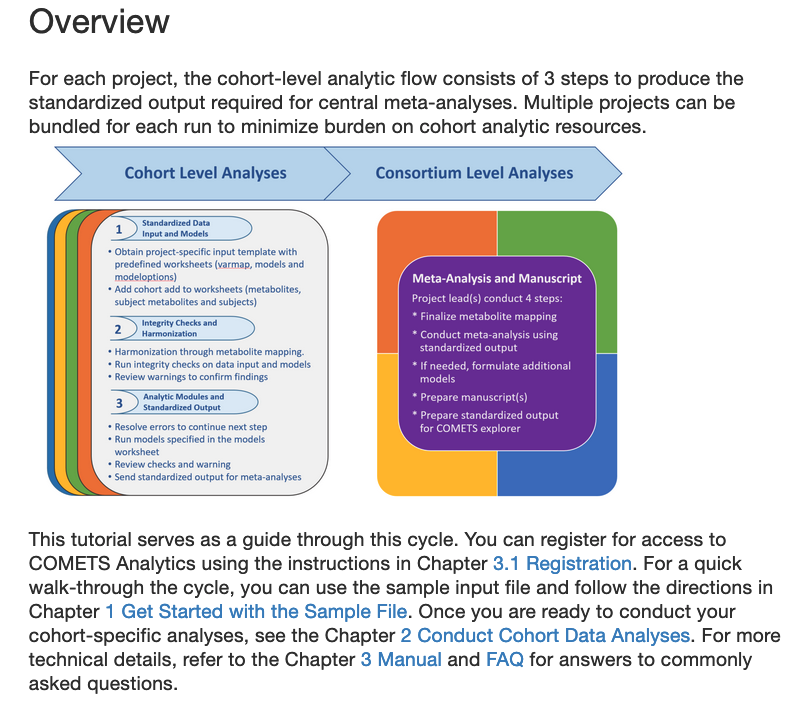 Overview
For each project, the cohort-level analytic flow consists of 3 steps to produce the
standardized output required for central meta-analyses. Multiple projects can be
bundled for each run to minimize burden on cohort analytic resources.
Cohort Level Analyses
Consortium Level Analyses
1
Standardized Data
Input and Models
• Obtain project-specific input template with
predefined worksheets (varmap, models and
modeloptions)
• Add cohort add to worksheets (metabolites,
subject metabolites and subjects)
2
Integrity Checks and
Harmonization
• Harmonization through metabolite mapping.
• Run integrity checks on data input and models
• Review warnings to confirm findings
3
Analytic Modules and
Standardized Output
• Resolve errors to continue next step
• Run models specified in the models
worksheet
• Review checks and warning
• Send standardized output for meta-analyses
Meta-Analysis and Manuscript
Project lead(s) conduct 4 steps:
* Finalize metabolite mapping
* Conduct meta-analysis using
standardized output
* If needed, formulate additional
models
* Prepare manuscript(s)
* Prepare standardized output
for COMETS explorer
This tutorial serves as a guide through this cycle. You can register for access to
COMETS Analytics using the instructions in Chapter 3.1 Registration. For a quick
walk-through the cycle, you can use the sample input file and follow the directions in
Chapter 1 Get Started with the Sample File. Once you are ready to conduct your
cohort-specific analyses, see the Chapter 2 Conduct Cohort Data Analyses. For more
technical details, refer to the Chapter 3 Manual and FAQ for answers to commonly
asked questions.